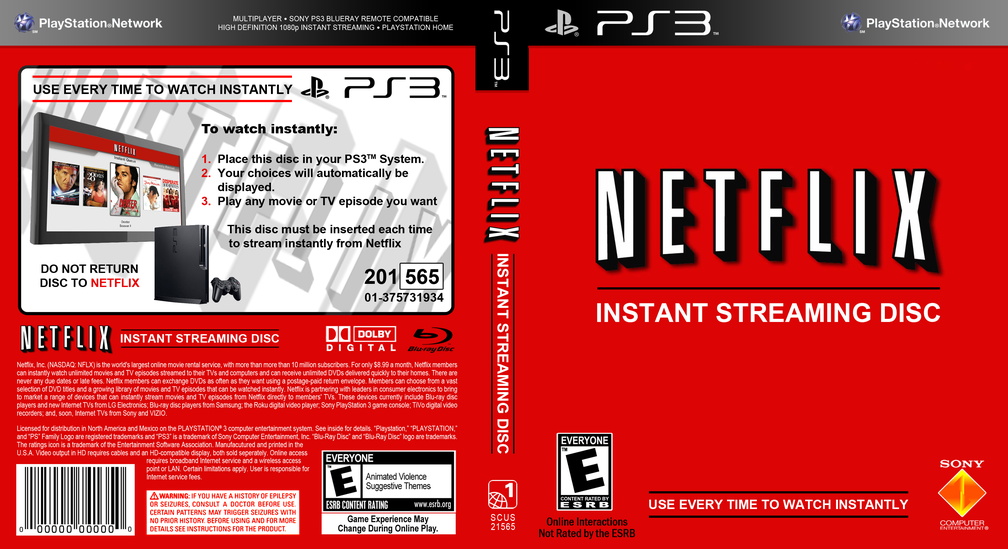 PlayStation®Network
SM
MULTIPLAYER • SONY PS3 BLUERAY REMOTE COMPATIBLE
HIGH DEFINITION 1080p INSTANT STREAMING • PLAYSTATION HOME
USE EVERY TIME TO WATCH INSTANTLY
PS3™
To watch instantly:
1. Place this disc in your PS3™ System.
2. Your choices will automatically be
displayed.
3. Play any movie or TV episode you want
This disc must be inserted each time
to stream instantly from Netflix
NETFLIX
PS3
DO NOT RETURN
DISC TO NETFLIX
201 565
01-375731934
NETFLIX INSTANT STREAMING DISC
DOLBY
DIGITAL
Blu-ray Disc
Netflix, Inc. (NASDAQ: NFLX) is the world's largest online movie rental service, with more than more than 10 million subscribers. For only $8.99 a month, Netflix members
can instantly watch unlimited movies and TV episodes streamed to their TVs and computers and can receive unlimited DVDs delivered quickly to their homes. There are
never any due dates or late fees. Netflix members can exchange DVDs as often as they want using a postage-paid return envelope. Members can choose from a vast
selection of DVD titles and a growing library of movies and TV episodes that can be watched instantly. Netflix is partnering with leaders in consumer electronics to bring
to market a range of devices that can instantly stream movies and TV episodes from Netflix directly to members' TVs. These devices currently include Blu-ray disc
players and new Internet TVs from LG Electronics; Blu-ray disc players from Samsung; the Roku digital video player; Sony PlayStation 3 game console; TiVo digital video
recorders; and, soon, Internet TVs from Sony and VIZIO.
Licensed for distribution in North America and Mexico on the PLAYSTATION® 3 computer entertainment system. See inside for details. "Playstation," "PLAYSTATION,"
and "PS" Family Logo are registered trademarks and "PS3" is a trademark of Sony Computer Entertainment, Inc. "Blu-Ray Disc" and "Blu-Ray Disc" logo are trademarks.
The ratings icon is a trademark of the Entertainment Software Association. Manufactured and printed in the
U.S.A. Video output in HD requires cables and an HD-compatible display, both sold seperately. Online access
requires broadband Internet service and a wireless access
point or LAN. Certain limitations apply. User is responsible for
Internet service fees.
0 00000 00000 0
WARNING: IF YOU HAVE A HISTORY OF EPILEPSY
OR SEIZURES, CONSULT A DOCTOR BEFORE USE.
CERTAIN PATTERNS MAY TRIGGER SEIZURES WITH
NO PRIOR HISTORY. BEFORE USING AND FOR MORE
DETAILS SEE INSTRUCTIONS FOR THE PRODUCT.
EVERYONE
E
Animated Violence
Suggestive Themes
ESRB CONTENT RATING www.esrb.org
Game Experience May
Change During Online Play.
PS3™
NETFLIX
INSTANT STREAMING DISC
1
SCUS
21565
PS3™
PlayStation®Network
SM
NETFLIX
INSTANT STREAMING DISC
EVERYONE
E
CONTENT RATED BY
ESRB
Online Interactions
Not Rated by the ESRB
USE EVERY TIME TO WATCH INSTANTLY
SONY
COMPUTER
ENTERTAINMENT®